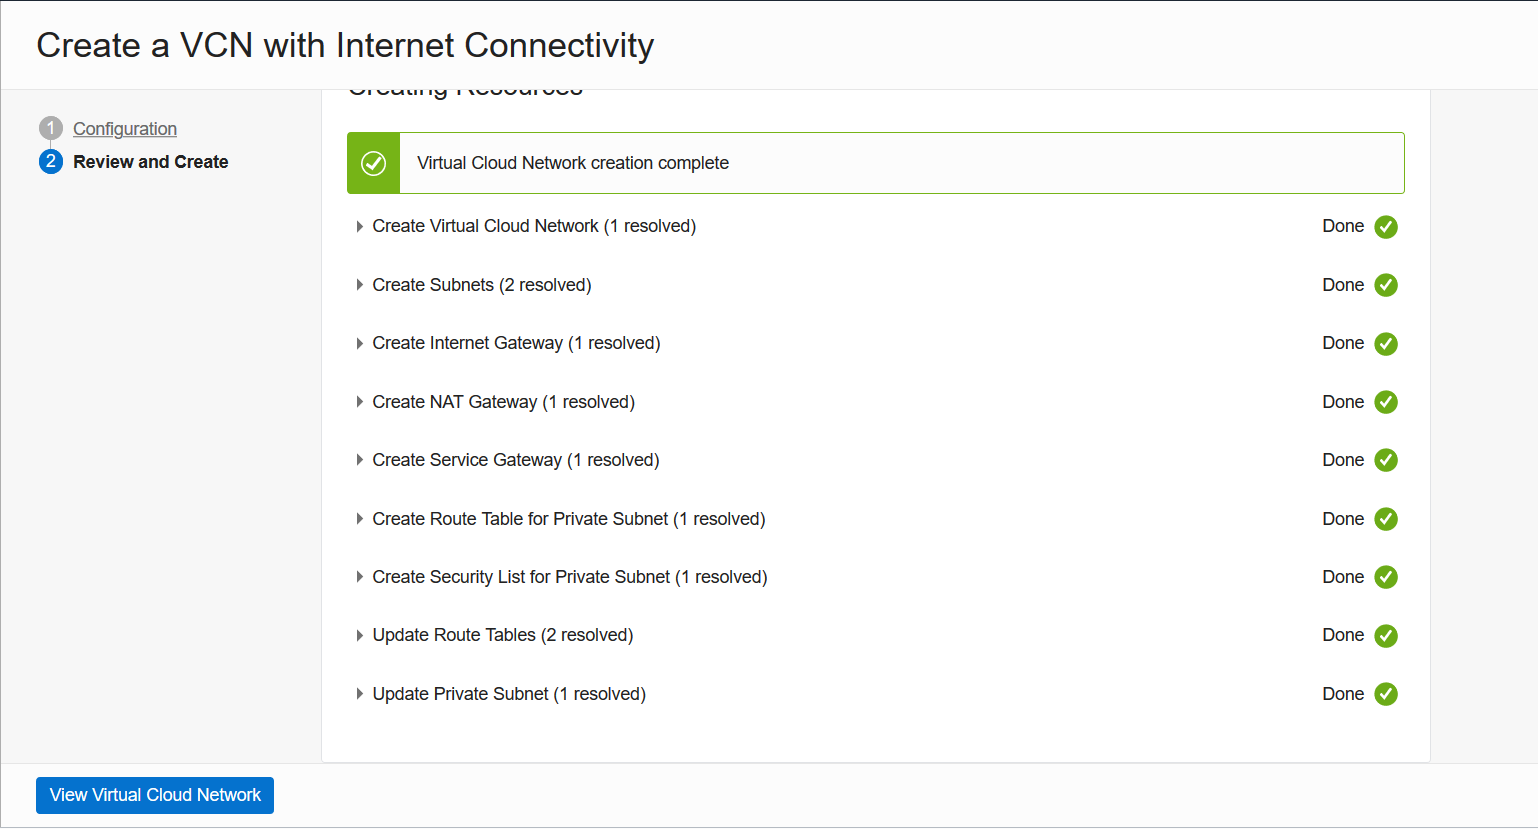 Create a VCN with Internet Connectivity
1 Configuration
2 Review and Create
Creating Resources
Virtual Cloud Network creation complete
Create Virtual Cloud Network (1 resolved) Done
Create Subnets (2 resolved) Done
Create Internet Gateway (1 resolved) Done
Create NAT Gateway (1 resolved) Done
Create Service Gateway (1 resolved) Done
Create Route Table for Private Subnet (1 resolved) Done
Create Security List for Private Subnet (1 resolved) Done
Update Route Tables (2 resolved) Done
Update Private Subnet (1 resolved) Done
View Virtual Cloud Network